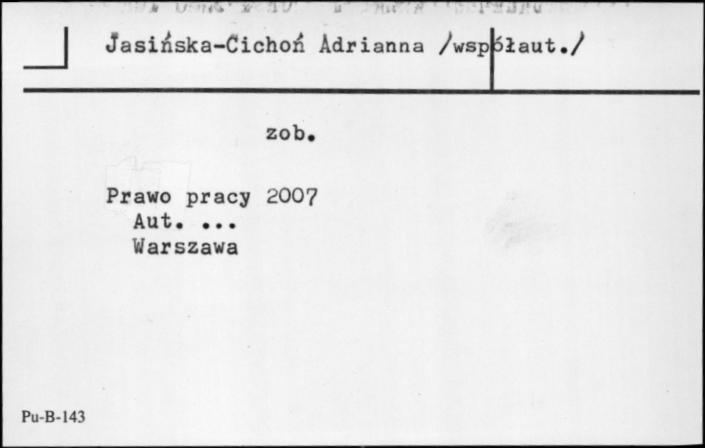 Jasińska-Cichoń Adrianna /współaut./
zob.
Prawo pracy 2007
Aut. ...
Warszawa
Pu-B-143